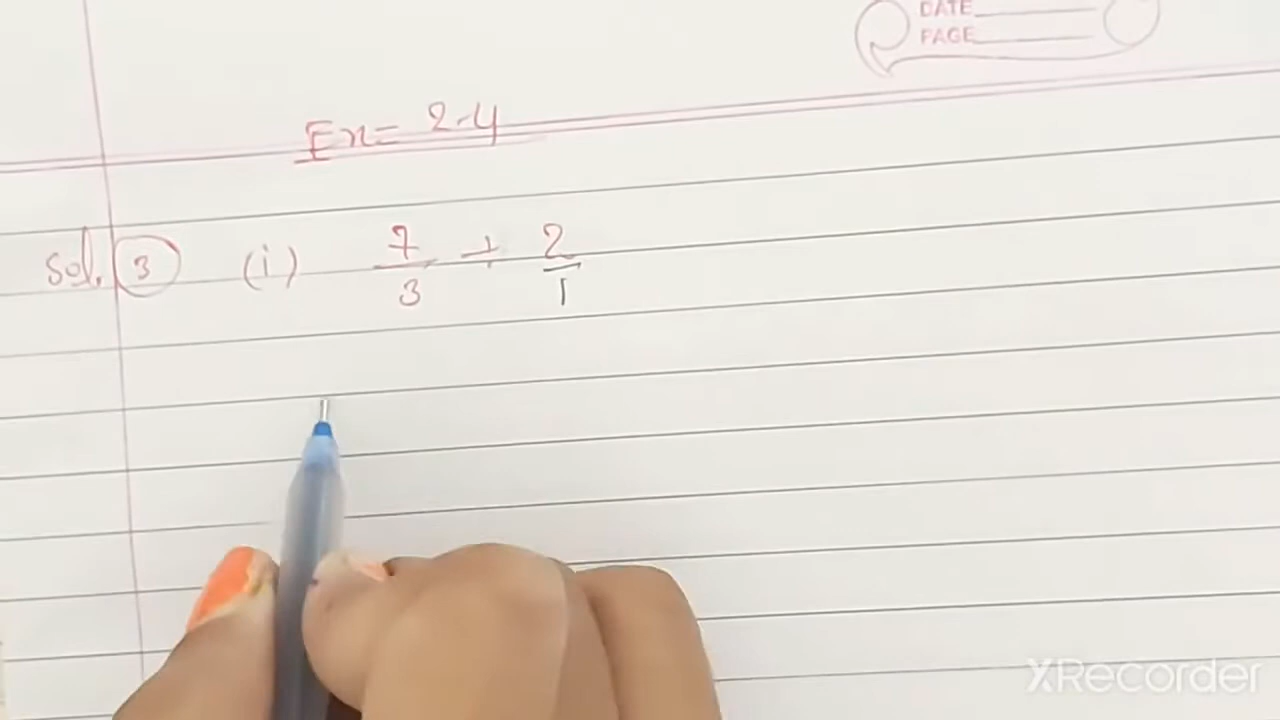 DATE
PAGE
Ex= 2.4
Sol. 3 (i) 7/3 ÷ 2/1
XRecorder